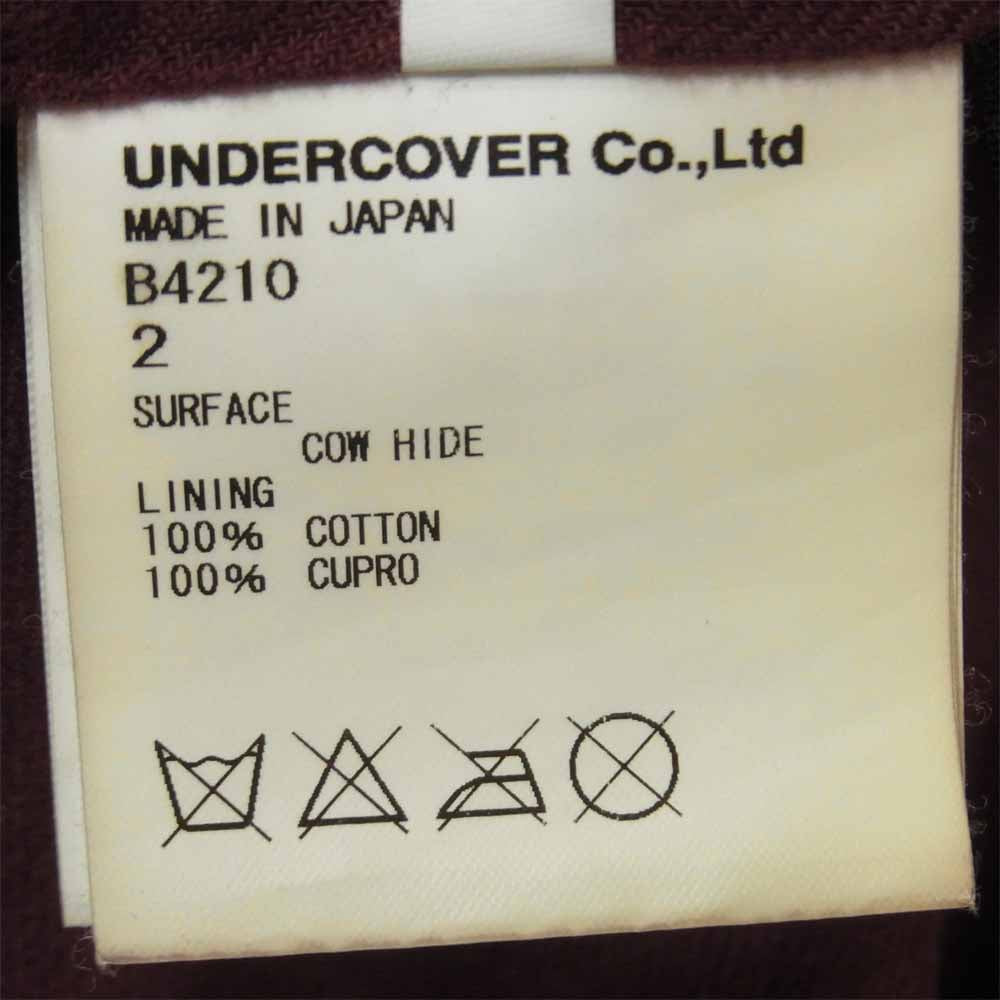 UNDERCOVER Co.,Ltd
MADE IN JAPAN
B4210
2
SURFACE
COW HIDE
LINING
100% COTTON
100% CUPRO